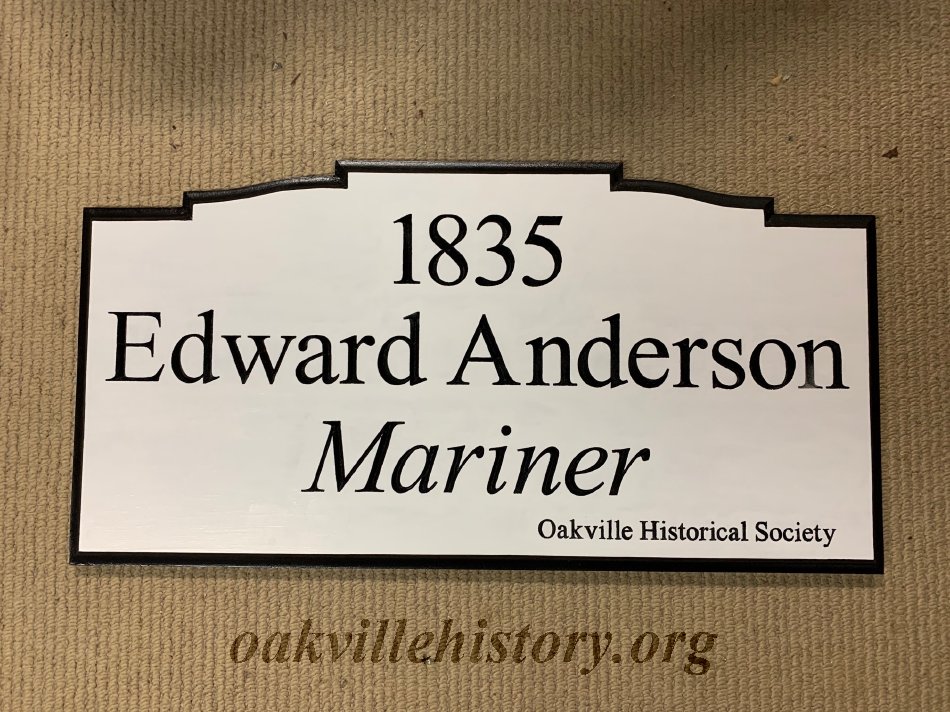 1835
Edward Anderson
Mariner
Oakville Historical Society
oakvillehistory.org